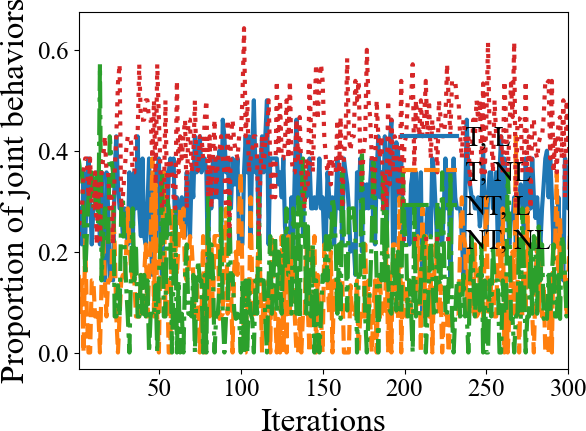 Proportion of joint behaviors
0.6
0.4
0.2
0.0
T, L
T, NL
NT, L
NT, NL
50
100
150
200
250
300
Iterations